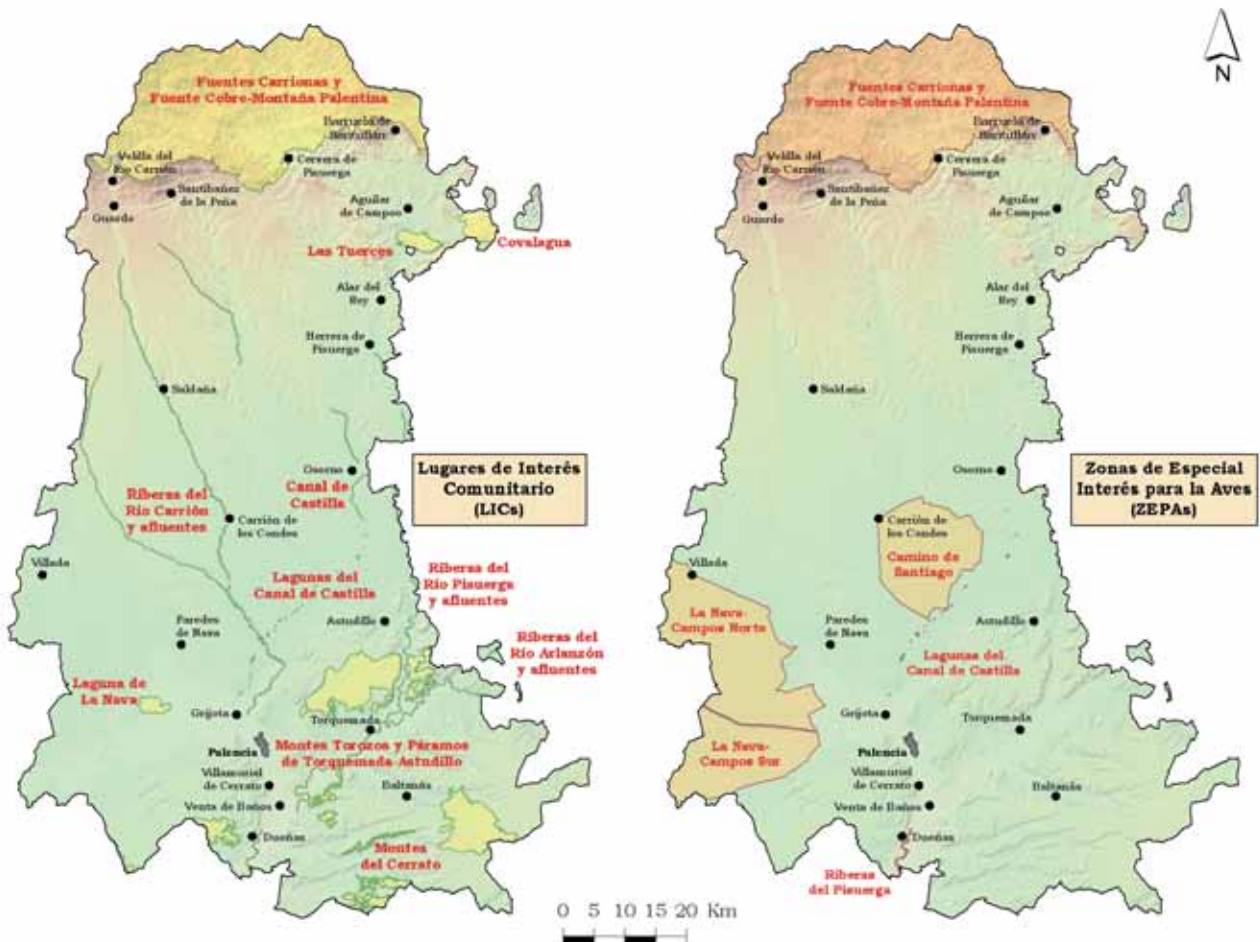 N
Fuentes Carrionas y
Fuente Cobre-Montaña Palentina
Barruelo de
Santullán
Velilla del
Río Carrión
Cervera de
Pisuerga
Santibáñez
de la Peña
Guardo
Aguilar
de Campoo
Las Tuerces
Covalagua
Alar del
Rey
Herrera de
Pisuerga
Saldaña
Osorno
Canal de
Castilla
Lugares de Interés
Comunitario
(LICs)
Riberas del
Río Carrión
y afluentes
Carrión de
los Condes
Villada
Lagunas del
Canal de Castilla
Riberas del
Río Pisuerga
y afluentes
Astudillo
Paredes
de Nava
Riberas del
Río Arlanzón
y afluentes
Laguna de
La Nava
Grijota
Torquemada
Palencia
Montes Torozos y Páramos
de Torquemada-Astudillo
Villamuriel
de Cerrato
Baltanás
Venta de Baños
Dueñas
Montes
del Cerrato
0 5 10 15 20 Km
Fuentes Carrionas y
Fuente Cobre-Montaña Palentina
Barruelo de
Santullán
Velilla del
Río Carrión
Cervera de
Pisuerga
Santibáñez
de la Peña
Guardo
Aguilar
de Campoo
Alar del
Rey
Herrera de
Pisuerga
Saldaña
Osorno
Zonas de Especial
Interés para la Aves
(ZEPAs)
Carrión de
los Condes
Camino de
Santiago
Villada
La Nava-
Campos Norte
Paredes
de Nava
Astudillo
Lagunas del
Canal de Castilla
Grijota
Torquemada
Palencia
La Nava-
Campos Sur
Villamuriel
de Cerrato
Baltanás
Venta de Baños
Dueñas
Riberas
del Pisuerga